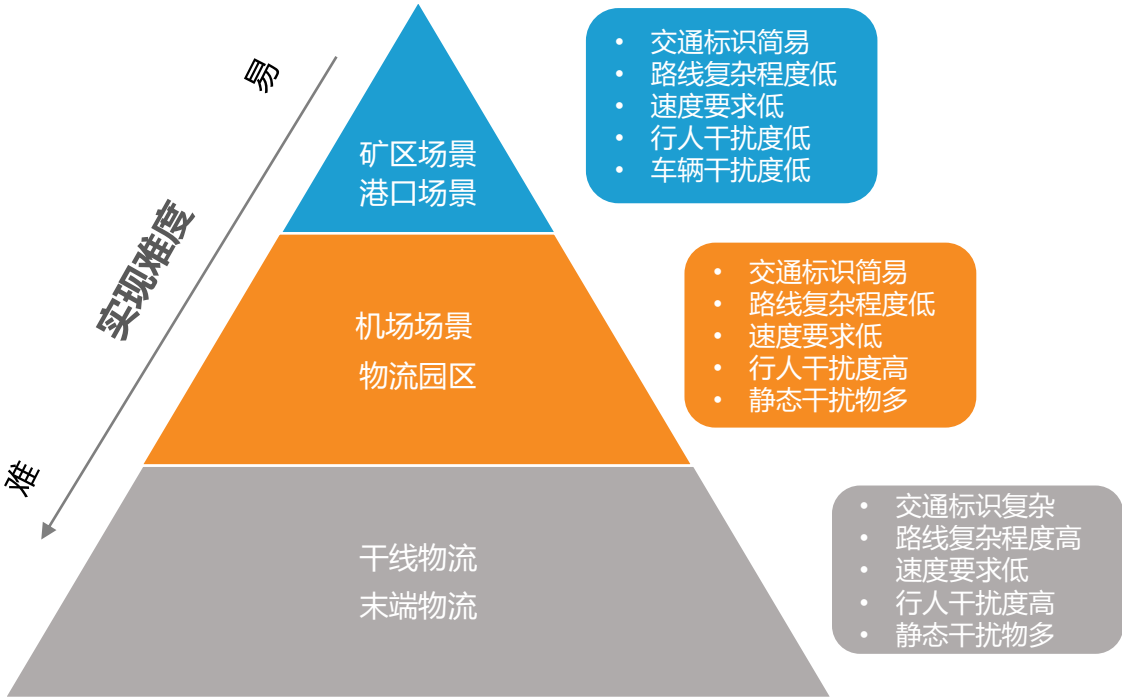 易
实现难度
难
矿区场景
港口场景
• 交通标识简易
• 路线复杂程度低
• 速度要求低
• 行人干扰度低
• 车辆干扰度低
机场场景
物流园区
• 交通标识简易
• 路线复杂程度低
• 速度要求低
• 行人干扰度高
• 静态干扰物多
干线物流
末端物流
• 交通标识复杂
• 路线复杂程度高
• 速度要求低
• 行人干扰度高
• 静态干扰物多